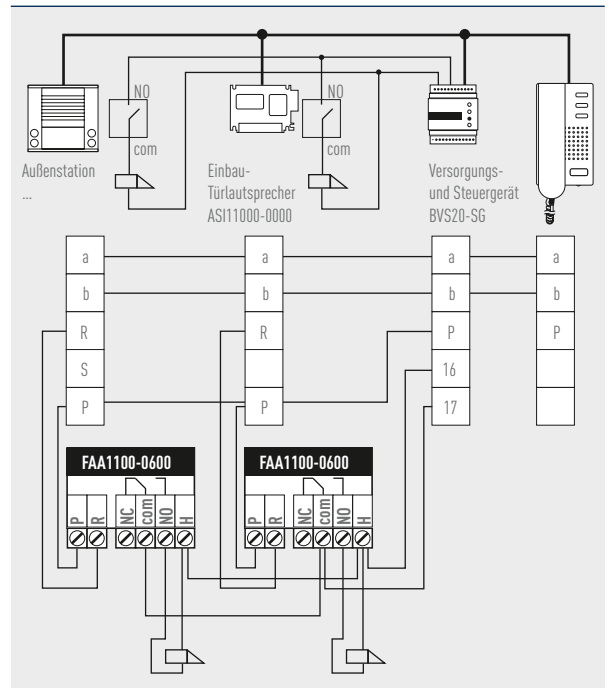 NO
NO
com
com
Außenstation
...
Einbau-
Türlautsprecher
ASI11000-0000
Versorgungs-
und Steuergerät
BVS20-SG
a
a
a
a
b
b
b
b
R
R
P
P
S
16
P
P
17
FAA1100-0600
FAA1100-0600
P
R
NC
com
NO
H
P
R
NC
com
NO
H